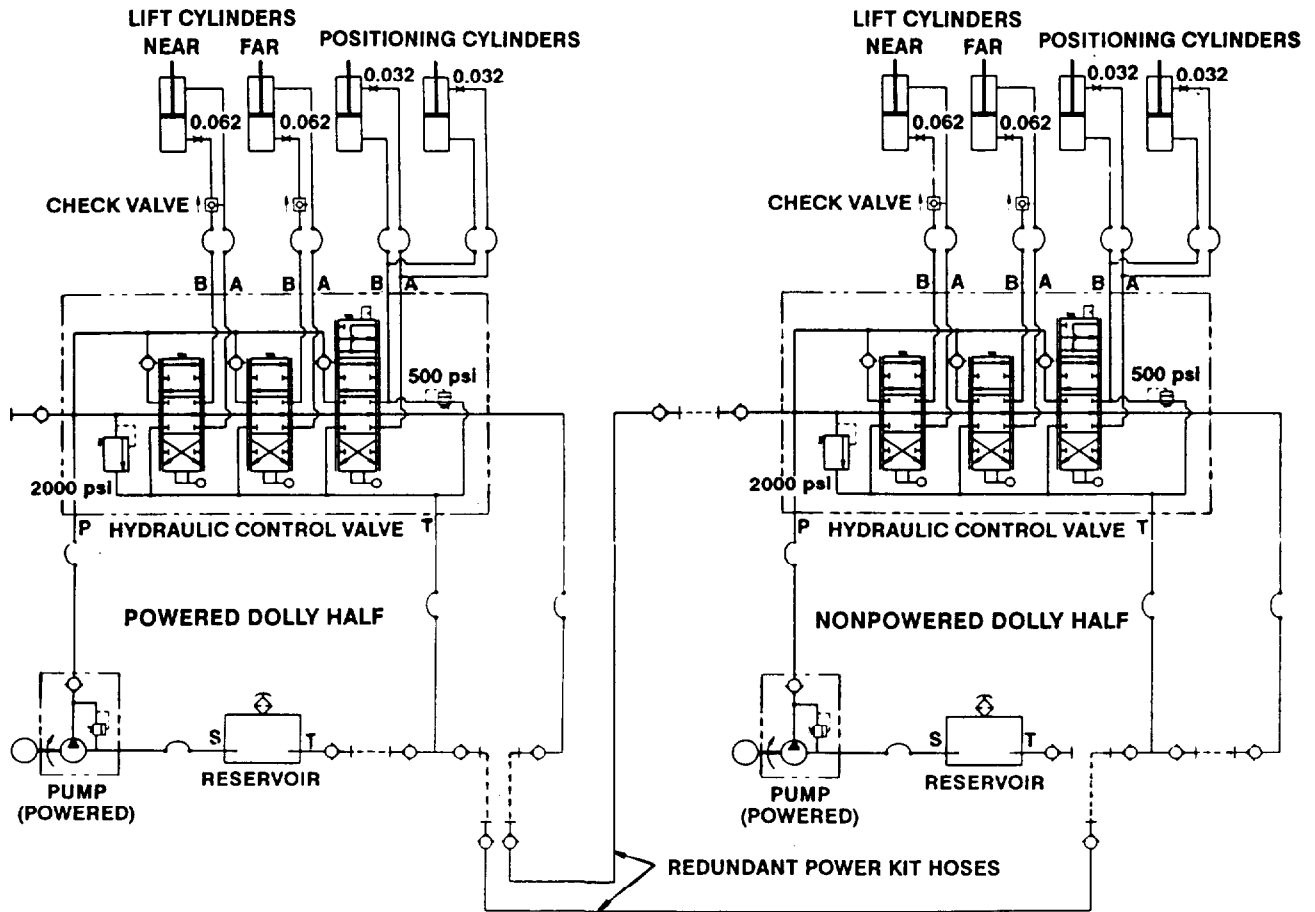 LIFT CYLINDERS
NEAR FAR
POSITIONING CYLINDERS
0.032 0.032
0.062 0.062
CHECK VALVE
B A B A B A
500 psi
2000 psi
P HYDRAULIC CONTROL VALVE T
POWERED DOLLY HALF
S T
RESERVOIR
PUMP
(POWERED)
LIFT CYLINDERS
NEAR FAR
POSITIONING CYLINDERS
0.032 0.032
0.062 0.062
CHECK VALVE
B A B A B A
500 psi
2000 psi
P HYDRAULIC CONTROL VALVE T
NONPOWERED DOLLY HALF
S T
RESERVOIR
PUMP
(POWERED)
REDUNDANT POWER KIT HOSES